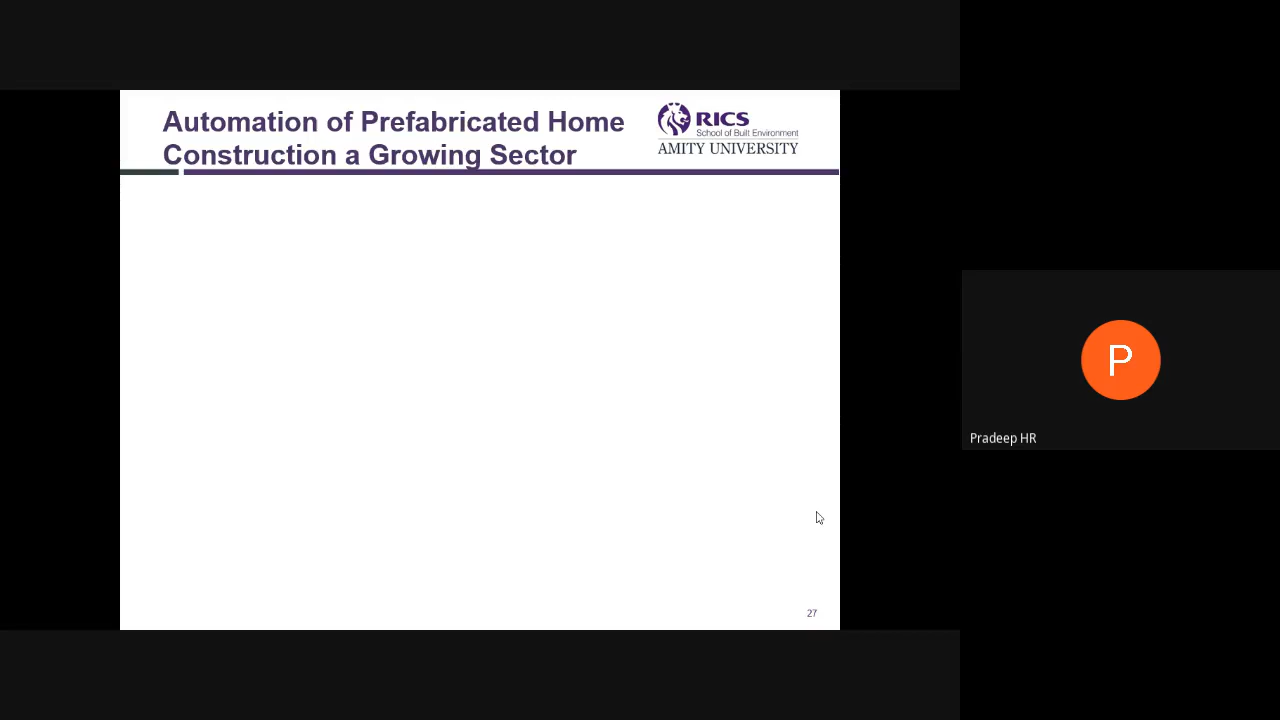 Automation of Prefabricated Home
Construction a Growing Sector
RICS
School of Built Environment
AMITY UNIVERSITY
P
Pradeep HR
27